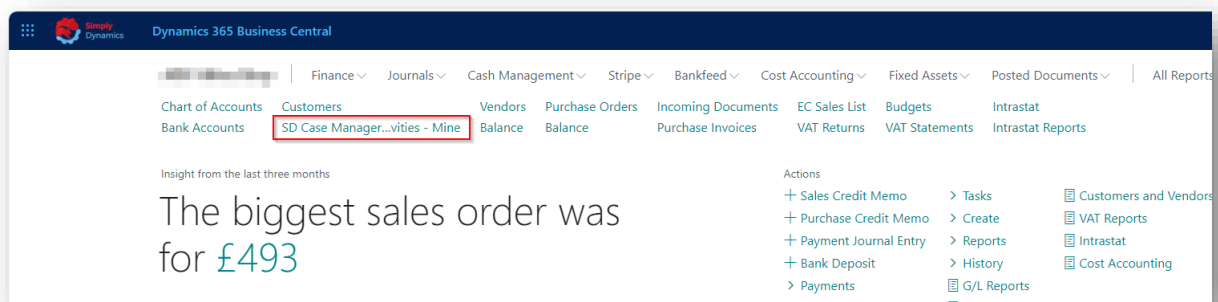 Simply
Dynamics
Dynamics 365 Business Central
Finance Journals Cash Management Stripe Bankfeed Cost Accounting Fixed Assets Posted Documents All Reports
Chart of Accounts Customers Vendors Purchase Orders Incoming Documents EC Sales List Budgets Intrastat
Bank Accounts SD Case Manager...vities - Mine Balance Balance Purchase Invoices VAT Returns VAT Statements Intrastat Reports
Insight from the last three months
The biggest sales order was
for £493
Actions
+ Sales Credit Memo > Tasks Customers and Vendors
+ Purchase Credit Memo > Create VAT Reports
+ Payment Journal Entry > Reports Intrastat
+ Bank Deposit > History Cost Accounting
> Payments G/L Reports